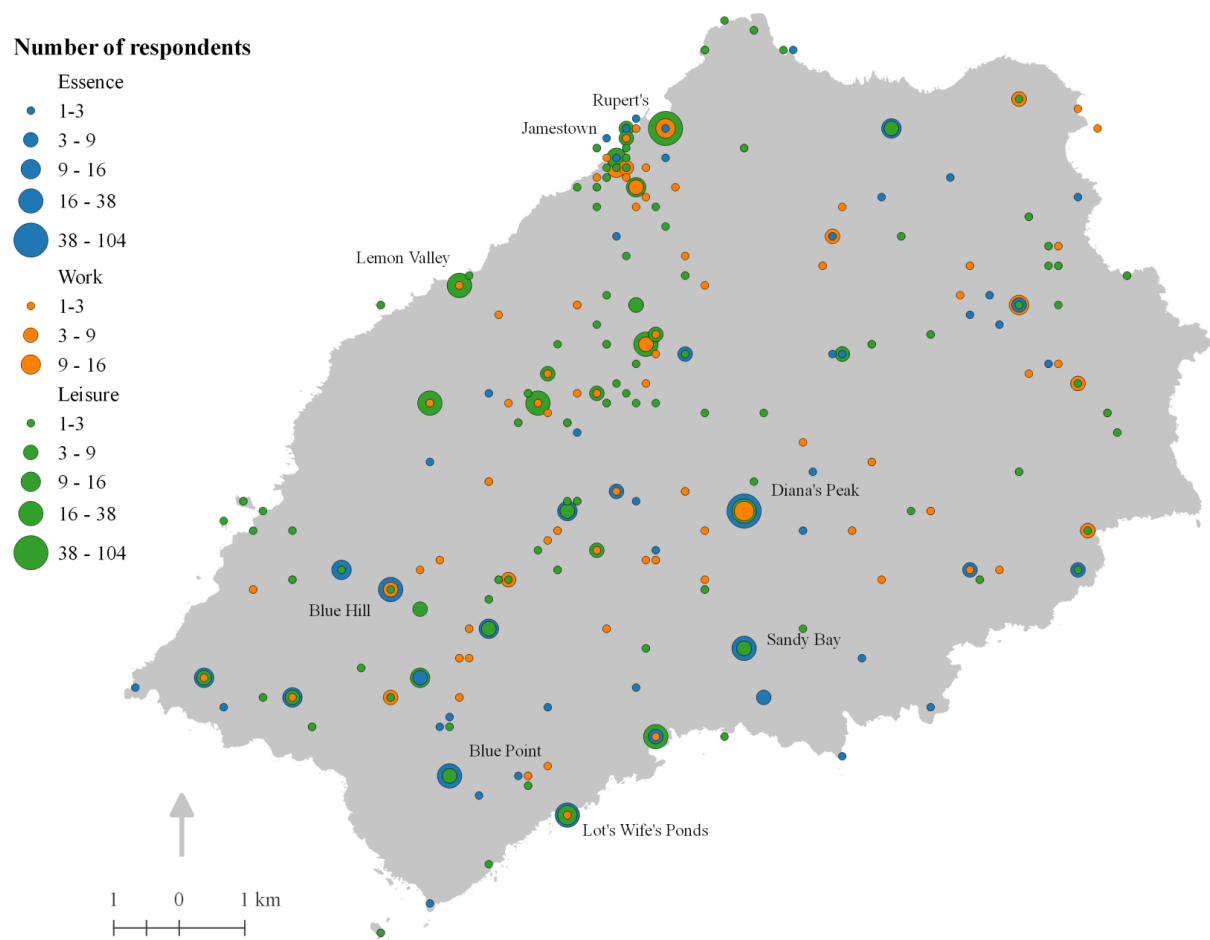 Number of respondents
Essence
1-3
3 - 9
9 - 16
16 - 38
38 - 104
Work
1-3
3 - 9
9 - 16
Leisure
1-3
3 - 9
9 - 16
16 - 38
38 - 104
Rupert's
Jamestown
Lemon Valley
Diana's Peak
Blue Hill
Sandy Bay
Blue Point
Lot's Wife's Ponds
1 0 1 km